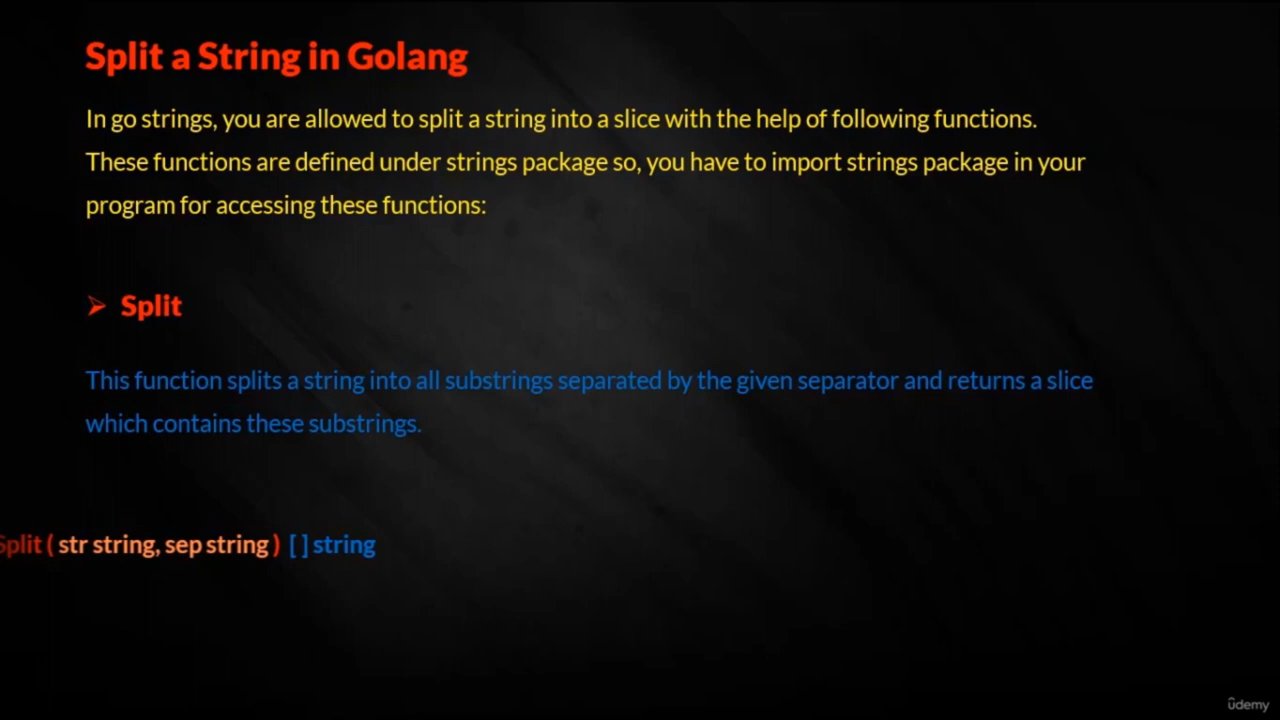 Split a String in Golang
In go strings, you are allowed to split a string into a slice with the help of following functions.
These functions are defined under strings package so, you have to import strings package in your
program for accessing these functions:
➢ Split
This function splits a string into all substrings separated by the given separator and returns a slice
which contains these substrings.
Split ( str string, sep string ) [ ] string
ûdemy